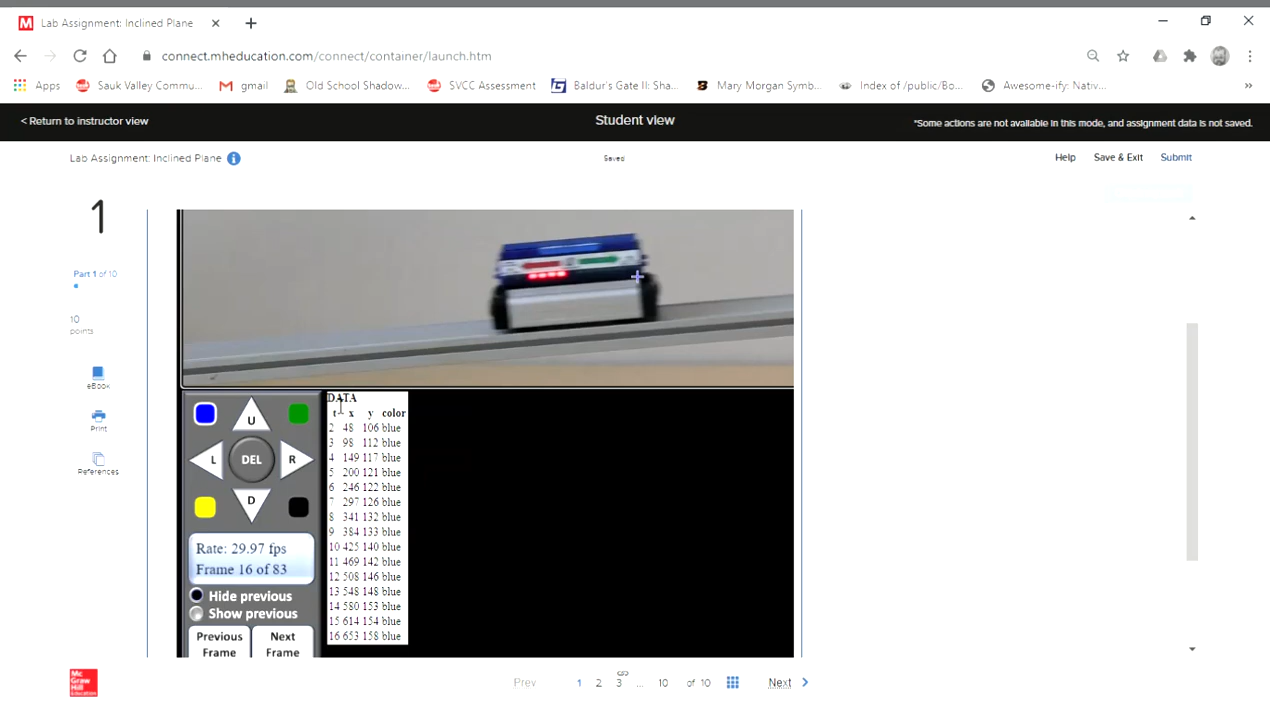 M Lab Assignment: Inclined Plane
connect.mheducation.com/connect/container/launch.htm
Apps Sauk Valley Commu... gmail Old School Shadow... SVCC Assessment Baldur's Gate II: Sha... Mary Morgan Symb... Index of /public/Bo... Awesome-ify: Nativ... »
< Return to instructor view Student view *Some actions are not available in this mode, and assignment data is not saved.
Lab Assignment: Inclined Plane i Saved Help Save & Exit Submit
1
Part 1 of 10
10
points
eBook
Print
References
DATA
t x y color
2 48 106 blue
3 98 112 blue
4 149 117 blue
5 200 121 blue
6 246 122 blue
7 297 126 blue
8 341 132 blue
9 384 133 blue
10 425 140 blue
11 469 142 blue
12 508 146 blue
13 548 148 blue
14 580 153 blue
15 614 154 blue
16 653 158 blue
U
L DEL R
D
Rate: 29.97 fps
Frame 16 of 83
Hide previous
Show previous
Previous Frame
Next Frame
Mc Graw Hill Education
Prev 1 2 3 ... 10 of 10 Next